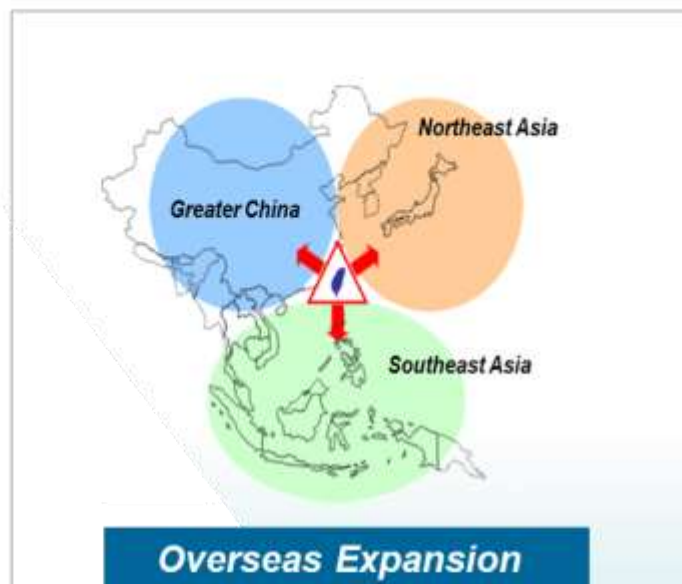 Northeast Asia
Greater China
Southeast Asia
Overseas Expansion